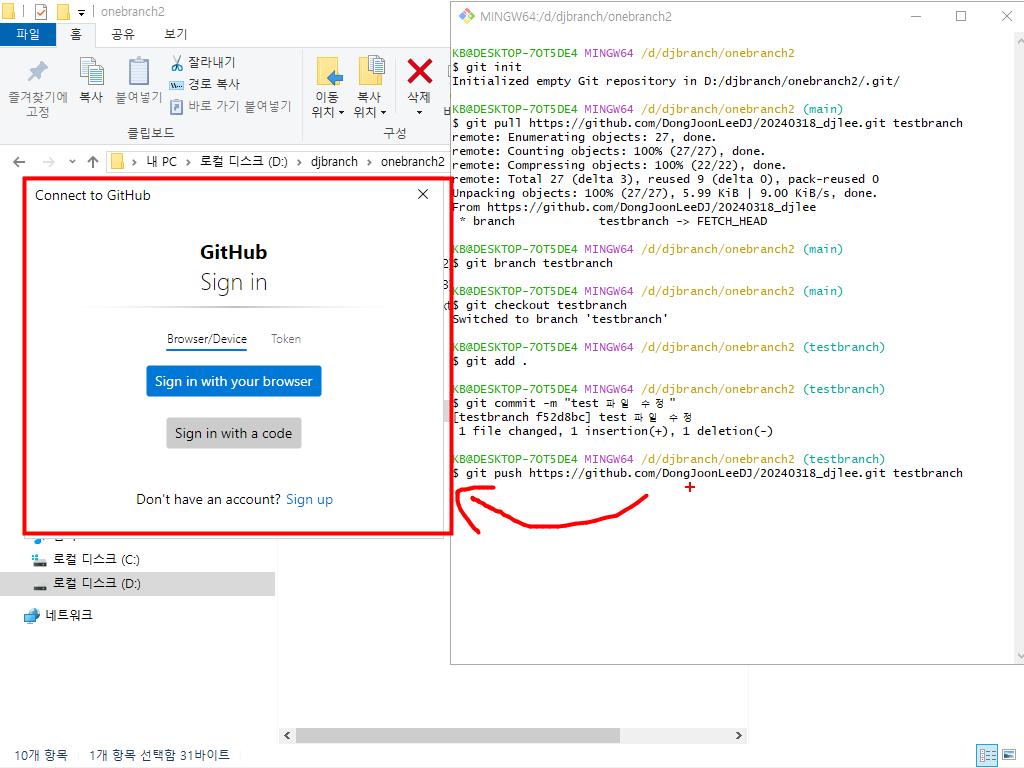 onebranch2
파일
홈
공유
보기
즐겨찾기에
고정
복사
붙여넣기
잘라내기
경로 복사
바로 가기 붙여넣기
클립보드
이동
위치
복사
위치
삭제
구성
내 PC
로컬 디스크 (D:)
djbranch
onebranch2
Connect to GitHub
GitHub
Sign in
Browser/Device
Token
Sign in with your browser
Sign in with a code
Don't have an account? Sign up
로컬 디스크 (C:)
로컬 디스크 (D:)
네트워크
10개 항목
1개 항목 선택함 31바이트
MINGW64:/d/djbranch/onebranch2
KB@DESKTOP-7OT5DE4 MINGW64 /d/djbranch/onebranch2
$ git init
Initialized empty Git repository in D:/djbranch/onebranch2/.git/
KB@DESKTOP-7OT5DE4 MINGW64 /d/djbranch/onebranch2 (main)
$ git pull https://github.com/DongJoonLeeDJ/20240318_djlee.git testbranch
remote: Enumerating objects: 27, done.
remote: Counting objects: 100% (27/27), done.
remote: Compressing objects: 100% (22/22), done.
remote: Total 27 (delta 3), reused 9 (delta 0), pack-reused 0
Unpacking objects: 100% (27/27), 5.99 KiB | 9.00 KiB/s, done.
From https://github.com/DongJoonLeeDJ/20240318_djlee
* branch            testbranch -> FETCH_HEAD
KB@DESKTOP-7OT5DE4 MINGW64 /d/djbranch/onebranch2 (main)
$ git branch testbranch
KB@DESKTOP-7OT5DE4 MINGW64 /d/djbranch/onebranch2 (main)
$ git checkout testbranch
Switched to branch 'testbranch'
KB@DESKTOP-7OT5DE4 MINGW64 /d/djbranch/onebranch2 (testbranch)
$ git add .
KB@DESKTOP-7OT5DE4 MINGW64 /d/djbranch/onebranch2 (testbranch)
$ git commit -m "test 파일 수정"
[testbranch f52d8bc] test 파일 수정
1 file changed, 1 insertion(+), 1 deletion(-)
KB@DESKTOP-7OT5DE4 MINGW64 /d/djbranch/onebranch2 (testbranch)
$ git push https://github.com/DongJoonLeeDJ/20240318_djlee.git testbranch